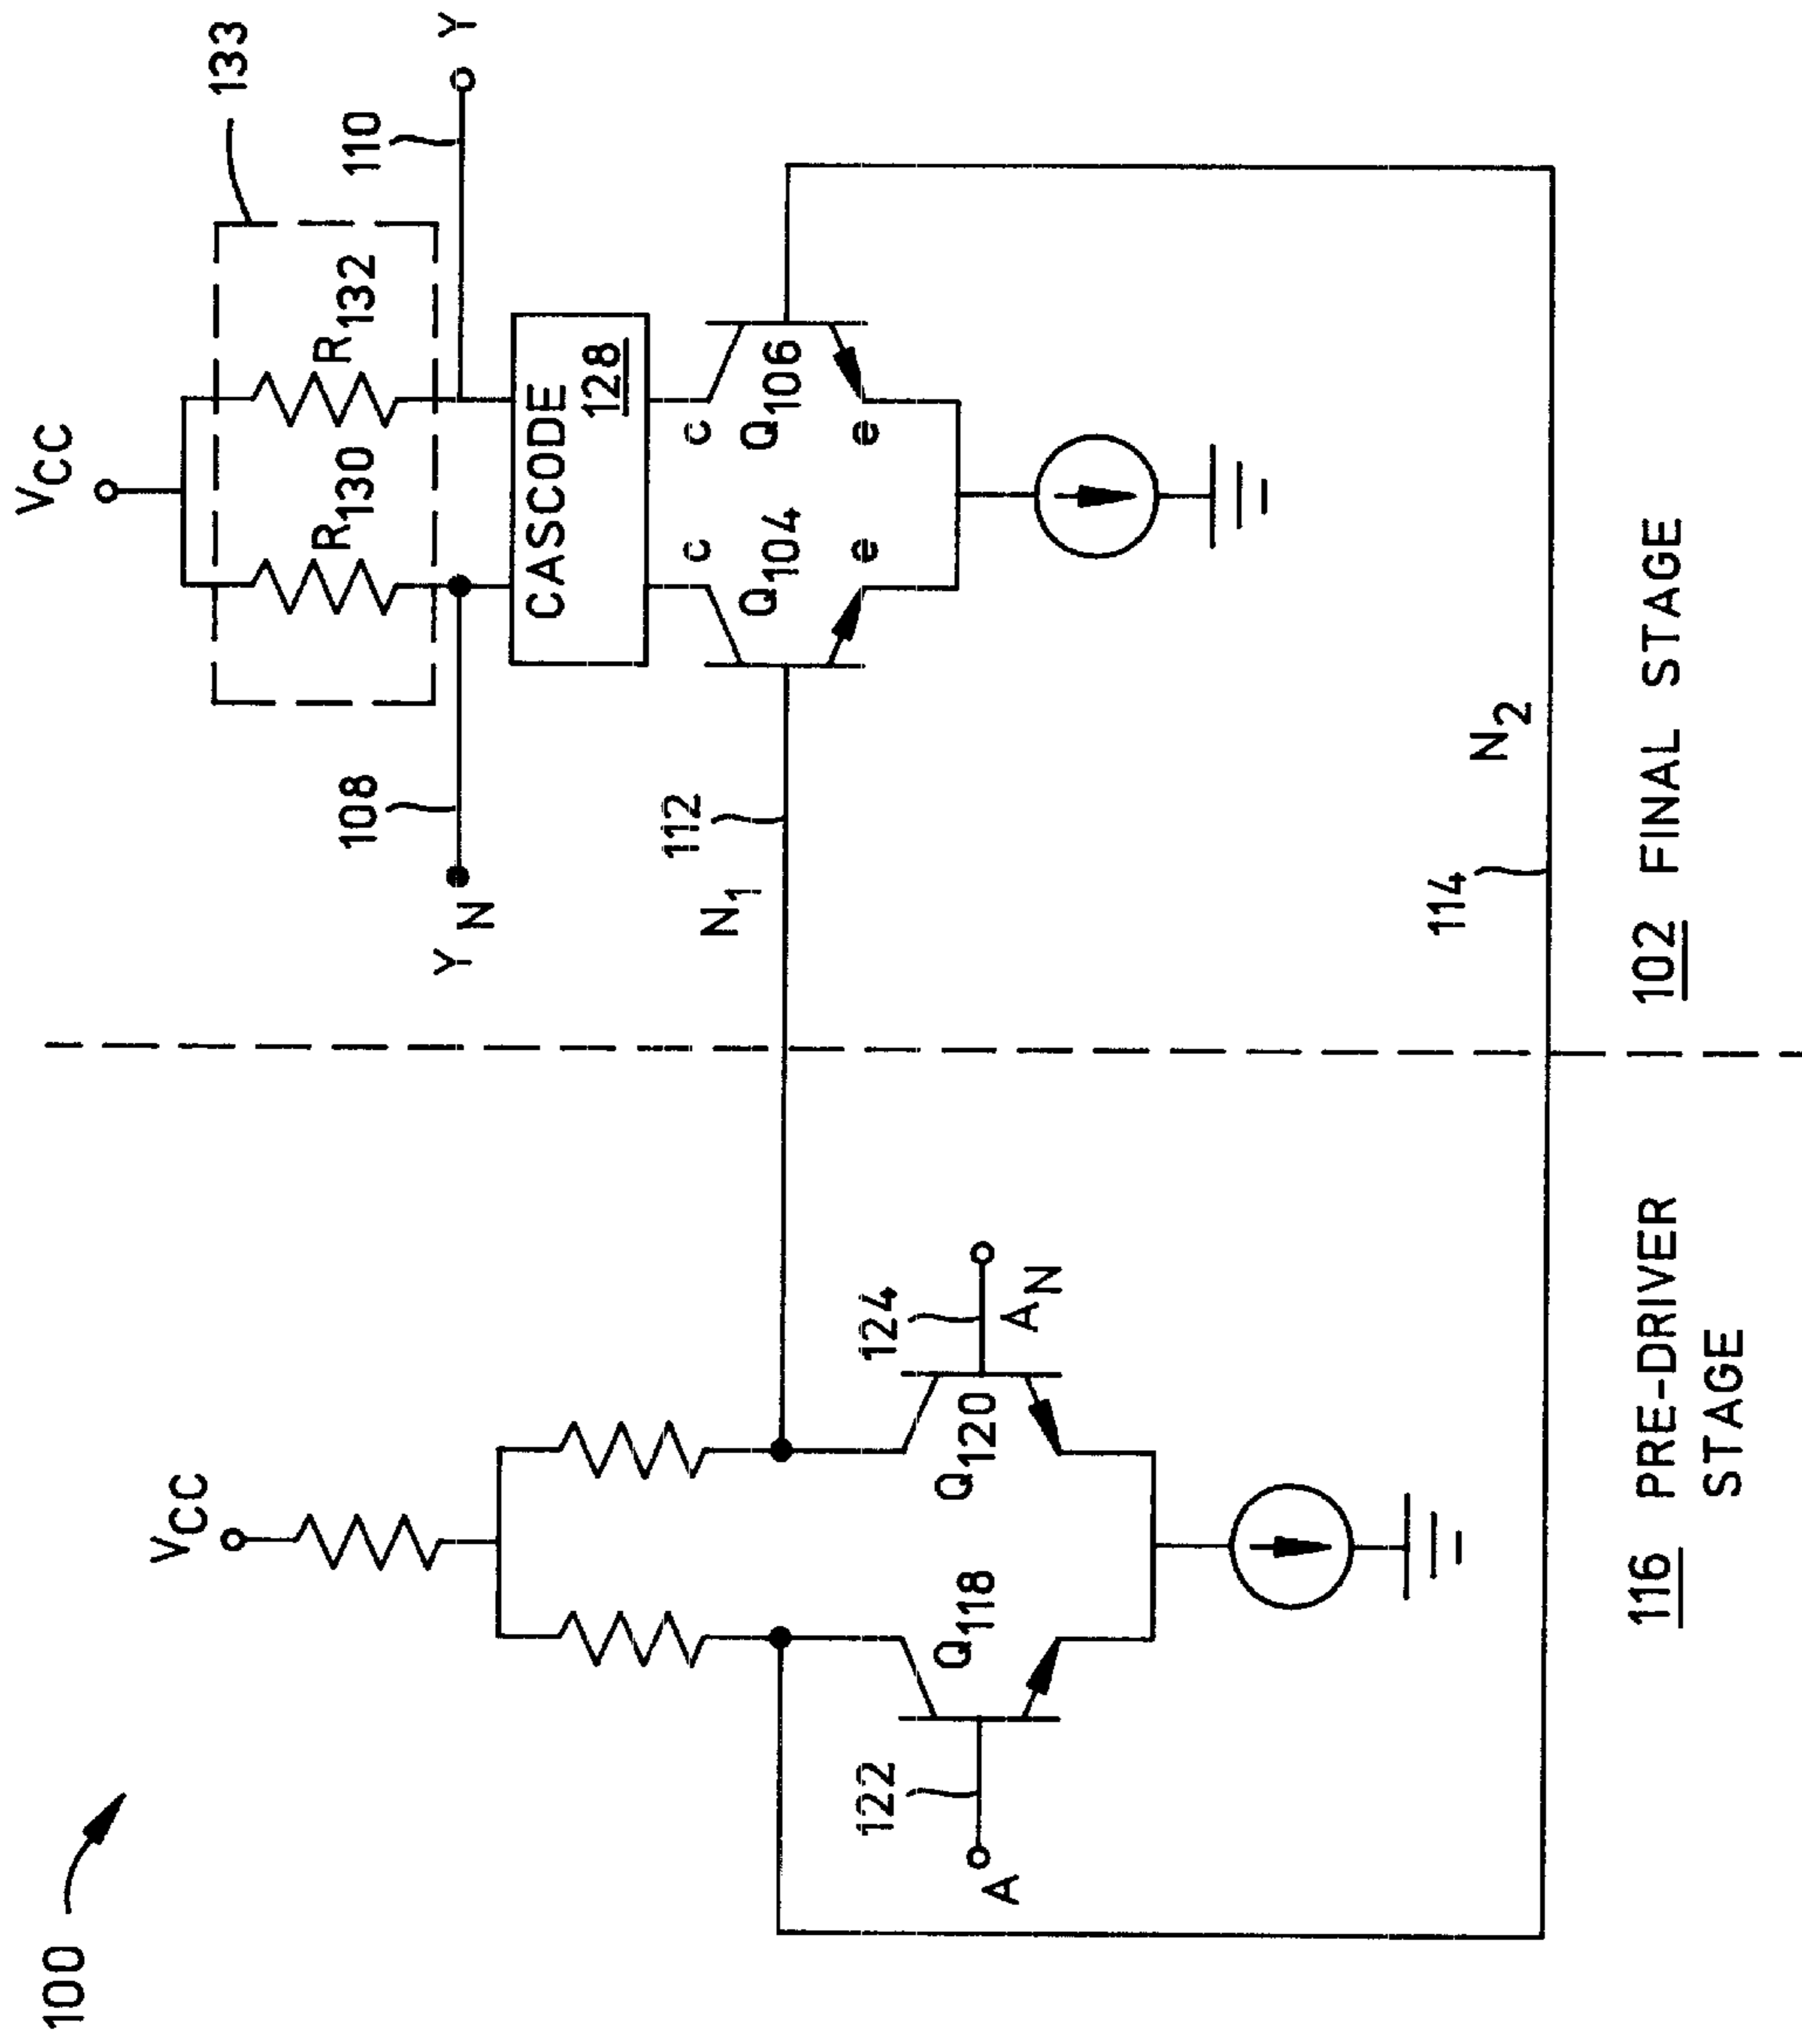 100
V_CC
A
122
Q_118
Q_120
124
A_N
116 PRE-DRIVER
STAGE
V_CC
133
R_130
R_132
108
Y_N
110
Y
CASCODE
128
c
c
Q_104
Q_106
e
e
112
N_1
N_2
114
102 FINAL STAGE